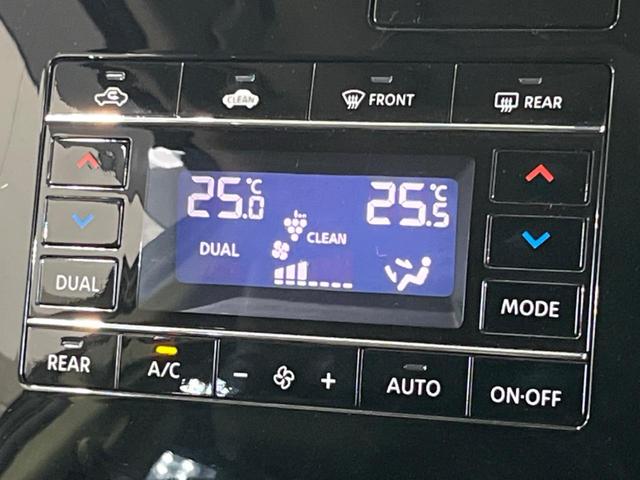 CLEAN
FRONT
REAR
25.0°C
25.5°C
DUAL
CLEAN
DUAL
MODE
REAR
A/C
− +
AUTO
ON·OFF